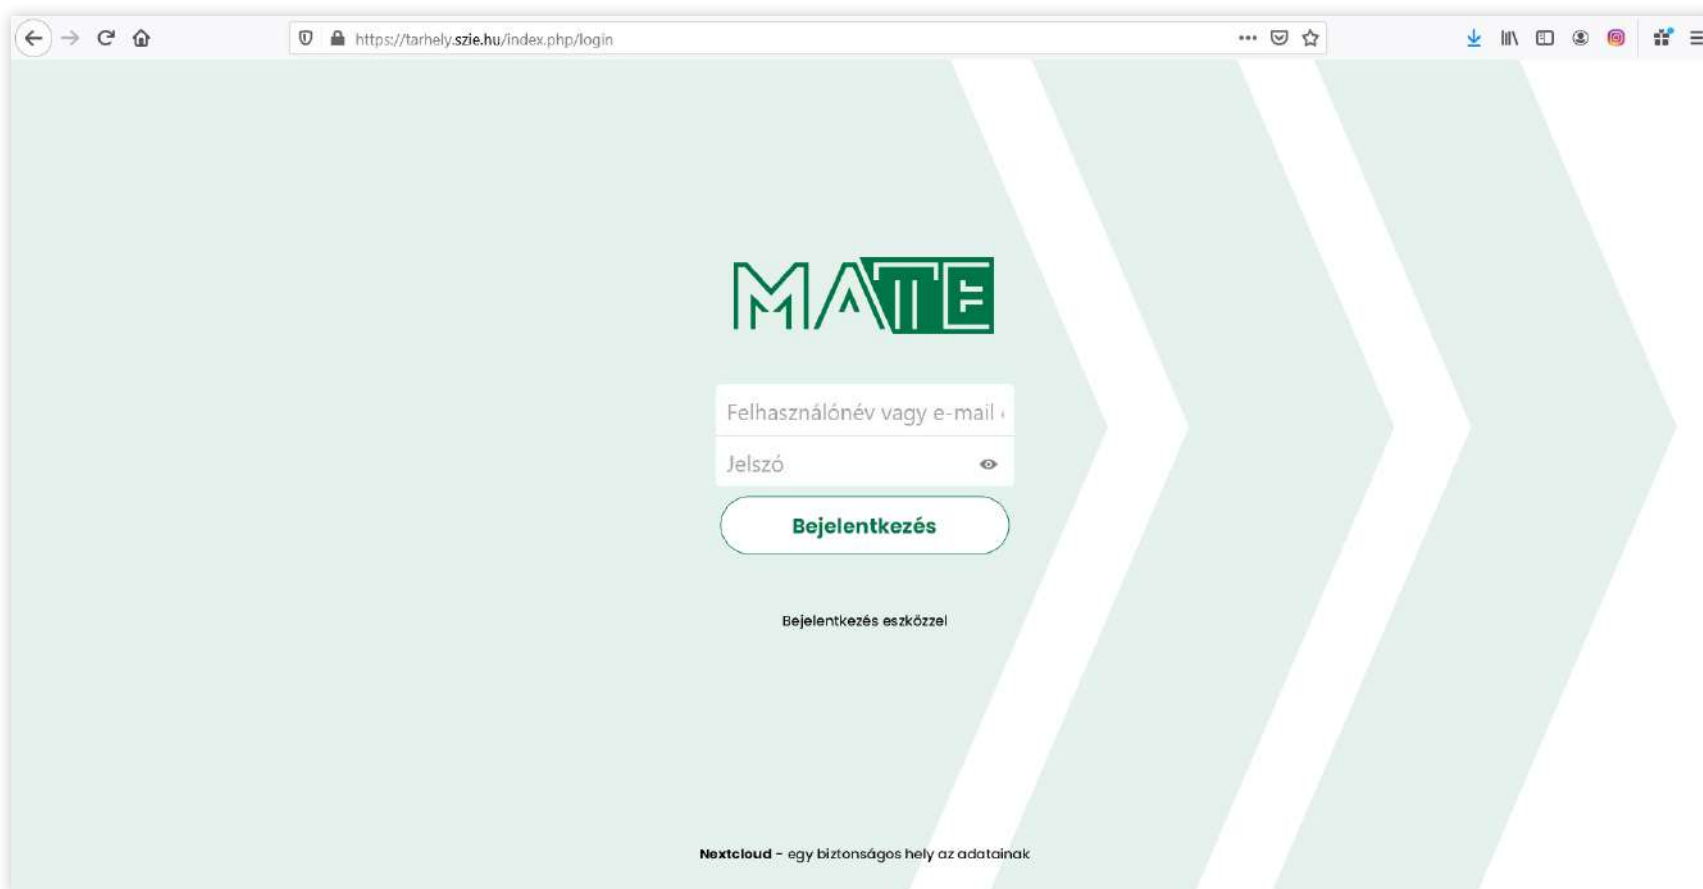 https://tarhely.szie.hu/index.php/login
MATE
Felhasználónév vagy e-mail
Jelszó
Bejelentkezés
Bejelentkezés eszközzel
Nextcloud - egy biztonságos hely az adatainak